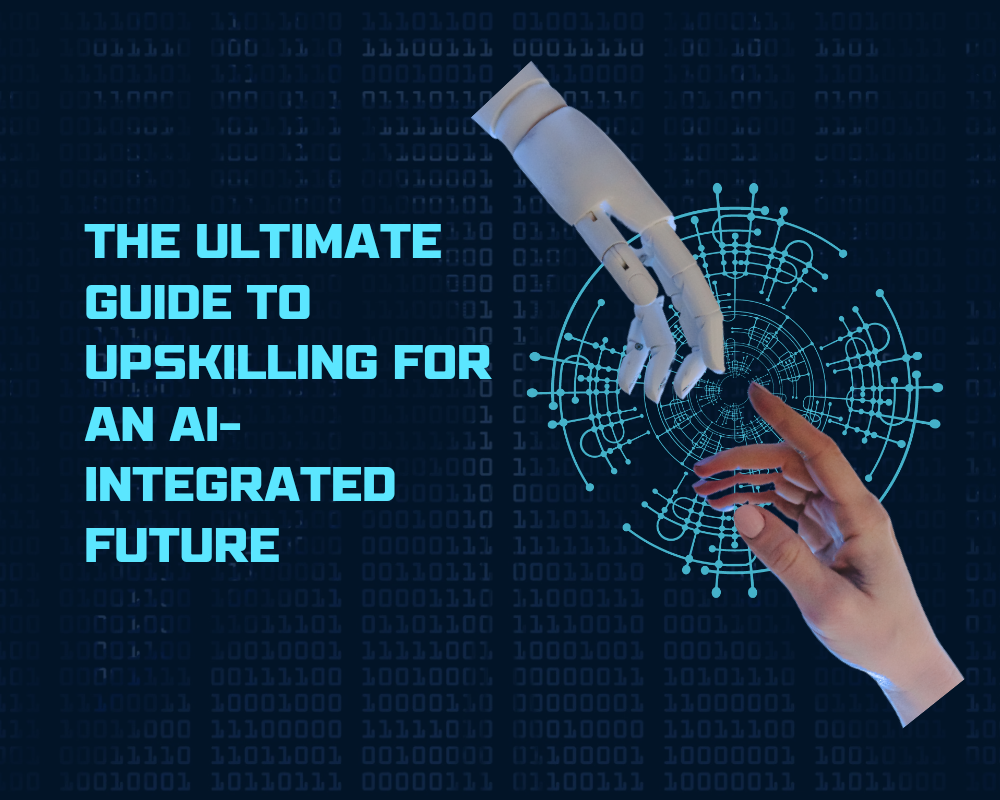 THE ULTIMATE
GUIDE TO
UPSKILLING FOR
AN AI-
INTEGRATED
FUTURE